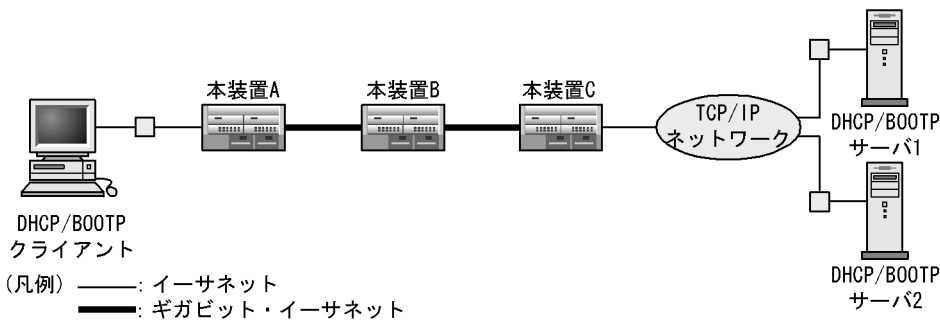 本装置A
本装置B
本装置C
TCP/IP
ネットワーク
DHCP/BOOTP
サーバ1
DHCP/BOOTP
クライアント
DHCP/BOOTP
サーバ2
(凡例)
: イーサネット
: ギガビット・イーサネット